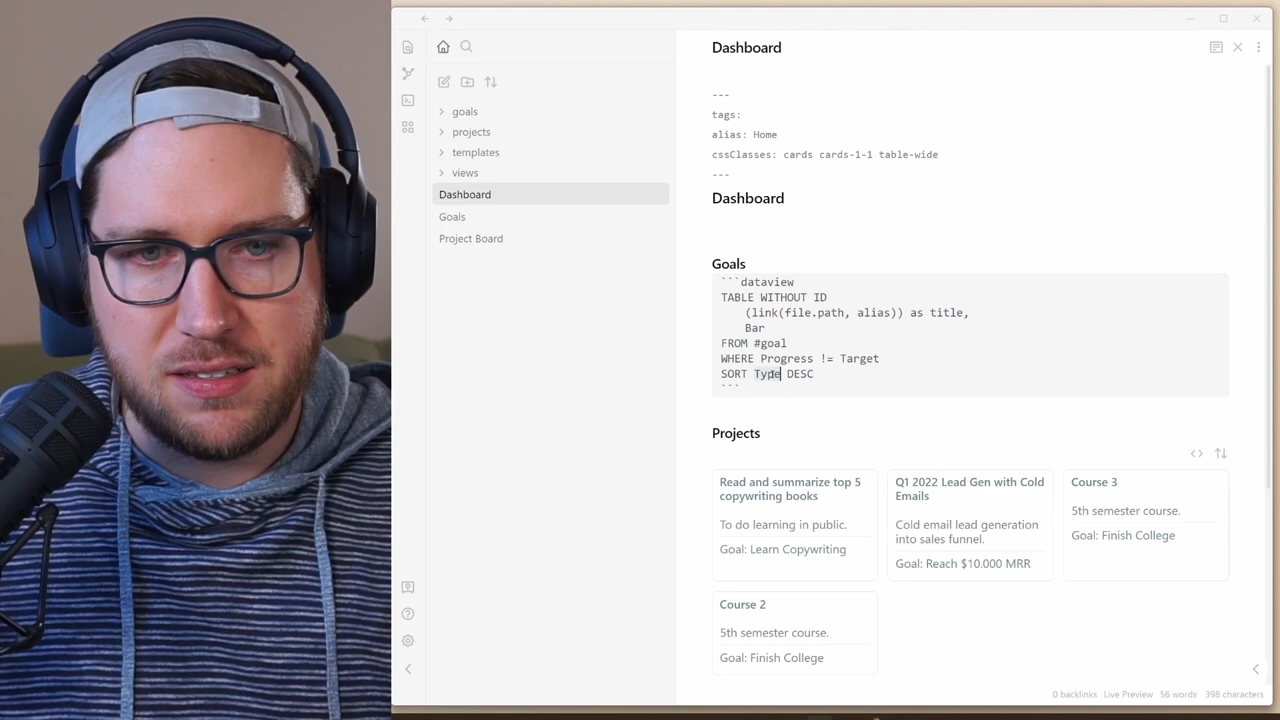 Dashboard
---
tags:
alias: Home
cssClasses: cards cards-1-1 table-wide
---
Dashboard
goals
projects
templates
views
Dashboard
Goals
Project Board
Goals
```dataview
TABLE WITHOUT ID
(link(file.path, alias)) as title,
Bar
FROM #goal
WHERE Progress != Target
SORT Type DESC
```
Projects
Read and summarize top 5
copywriting books
To do learning in public.
Goal: Learn Copywriting
Q1 2022 Lead Gen with Cold
Emails
Cold email lead generation
into sales funnel.
Goal: Reach $10.000 MRR
Course 3
5th semester course.
Goal: Finish College
Course 2
5th semester course.
Goal: Finish College
0 backlinks Live Preview 56 words 398 characters